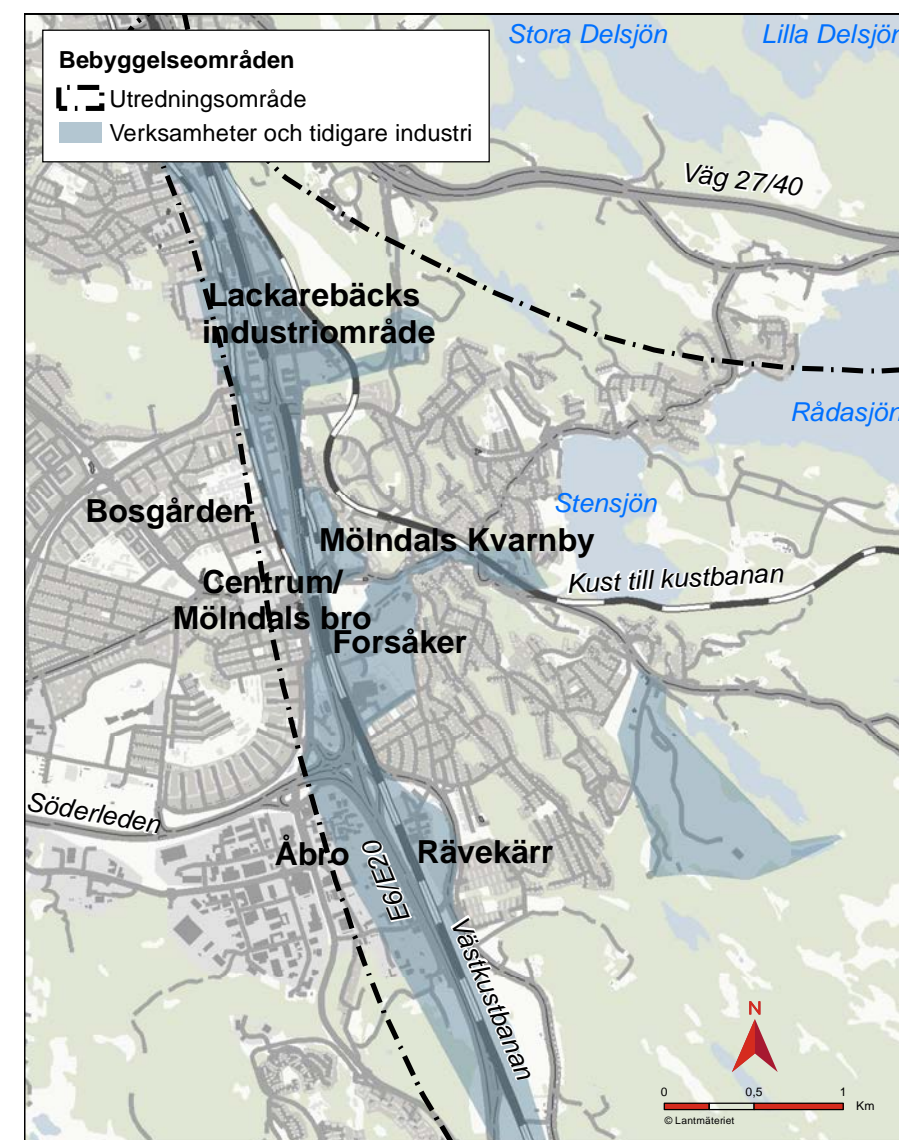 Stora Delsjön
Lilla Delsjön
Bebyggelseområden
Utredningsområde
Verksamheter och tidigare industri
Väg 27/40
Lackarebäcks
industriområde
Rådasjön
Stensjön
Bosgården
Mölndals Kvarnby
Kust till kustbanan
Centrum/
Mölndals bro
Forsåker
Söderleden
Åbro
E6/E20
Rävekärr
Västkustbanan
N
0 0,5 1
Km
© Lantmäteriet